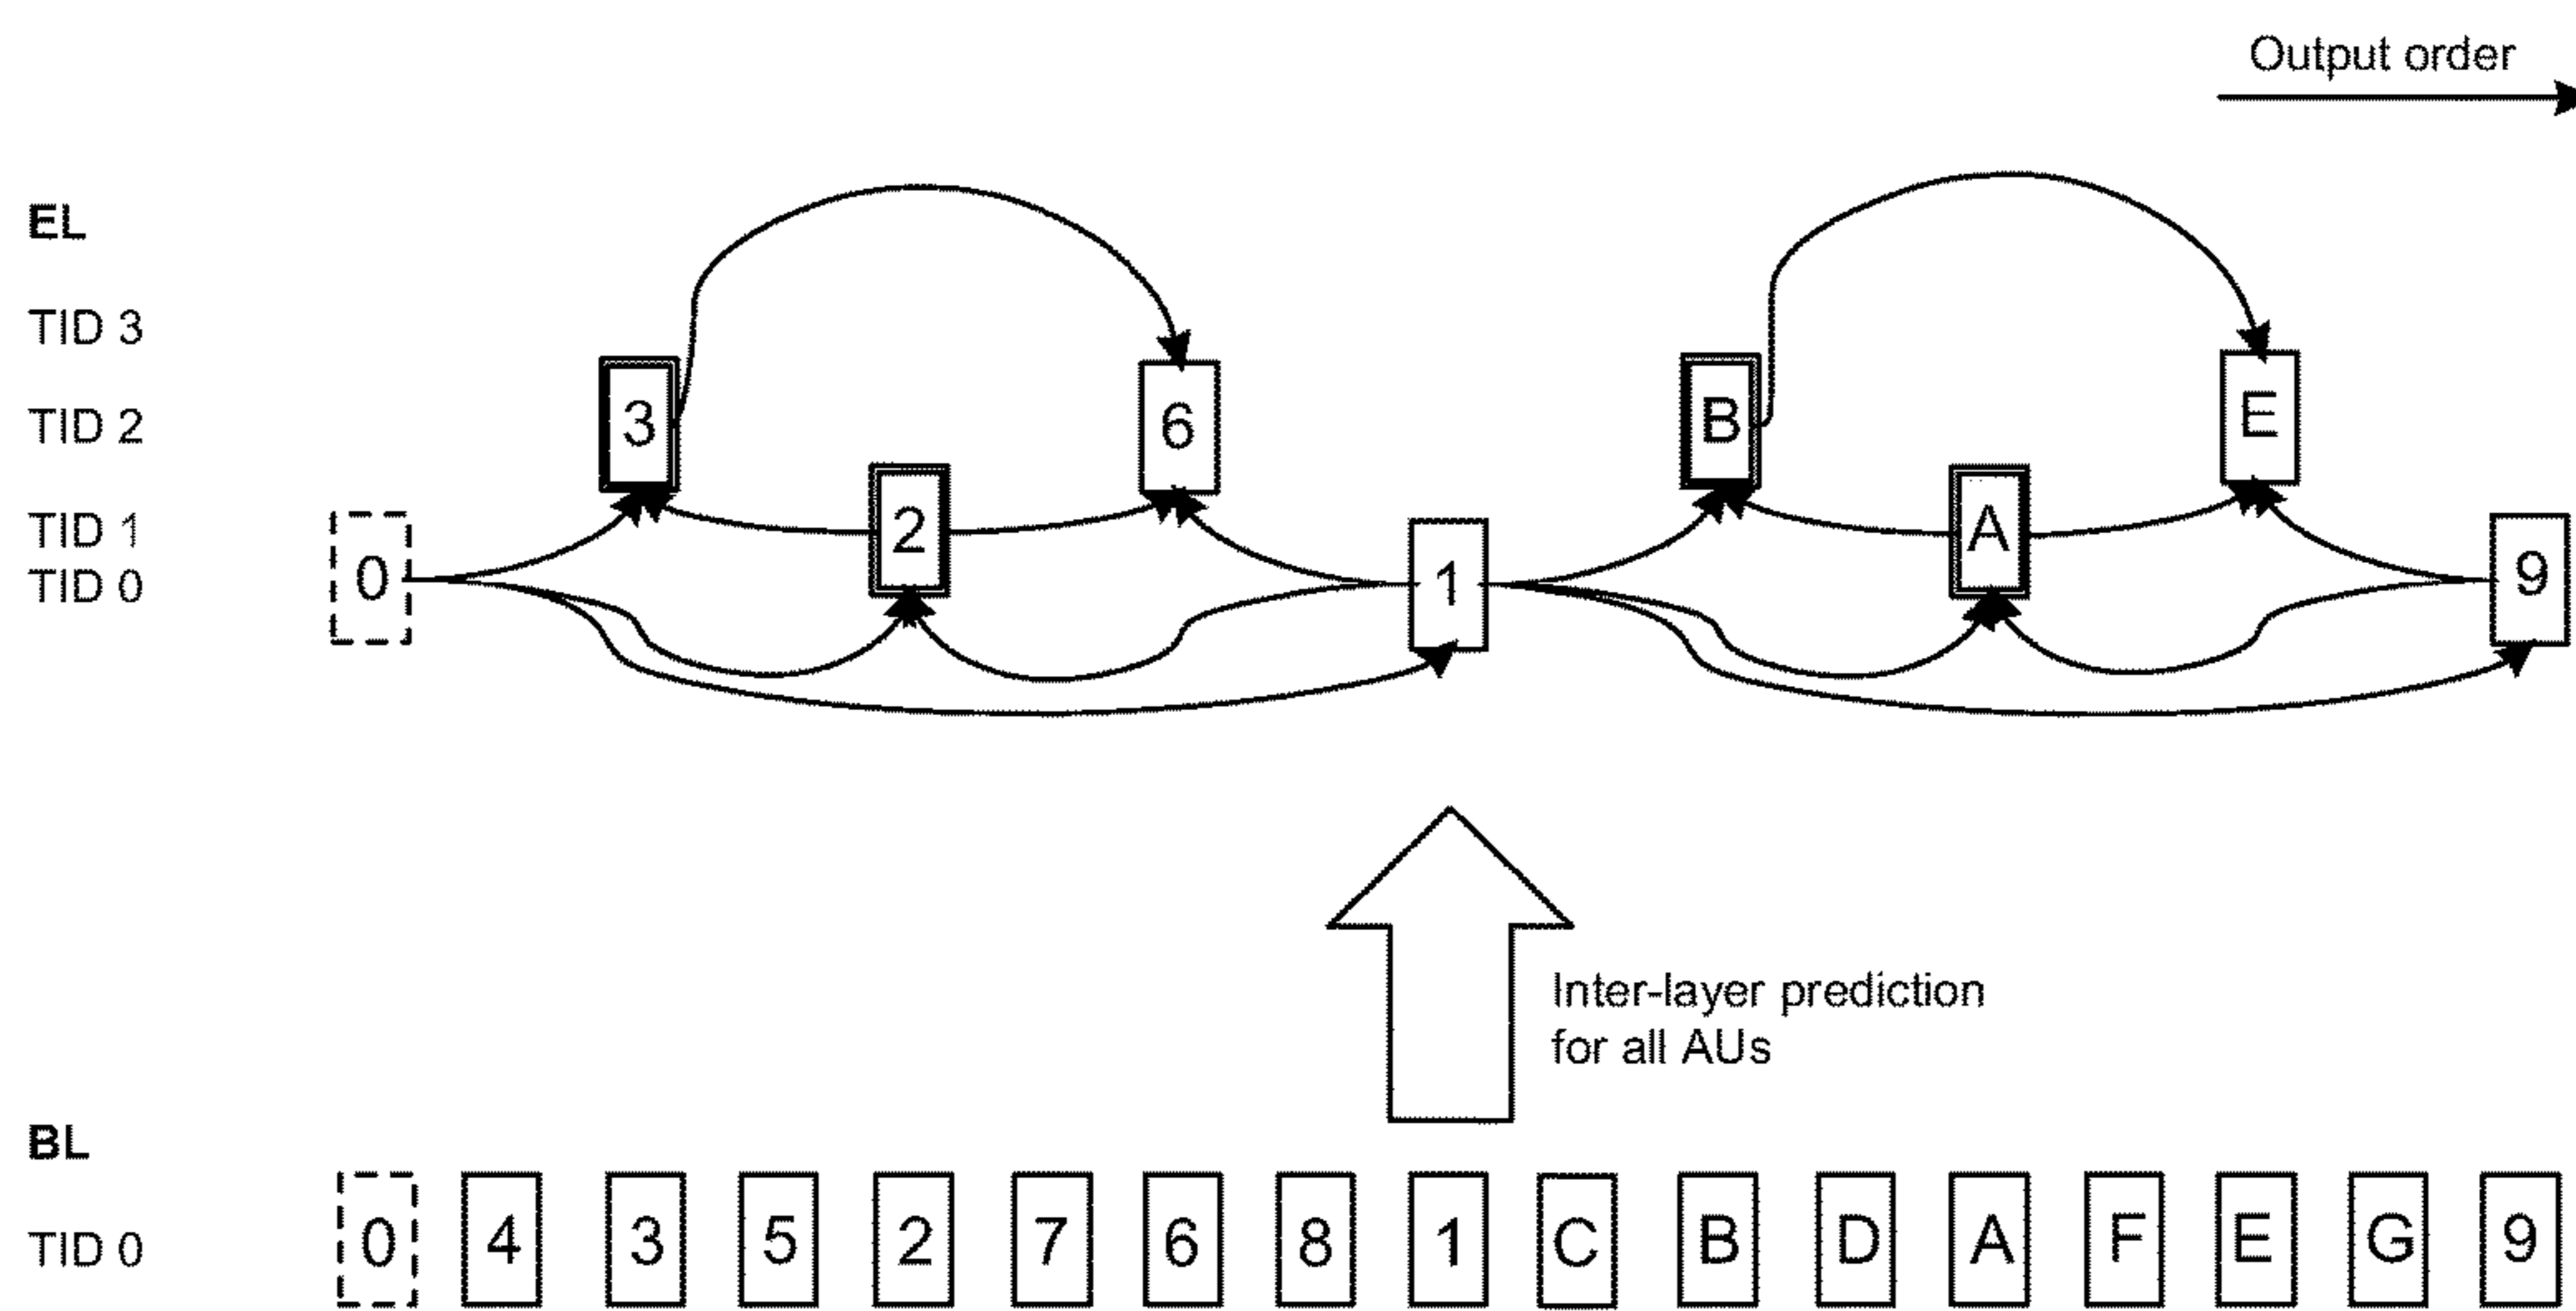 Output order
EL
TID 3
TID 2
3 6 B E
TID 1
2 A
TID 0
0 1 9
Inter-layer prediction
for all AUs
BL
TID 0
0 4 3 5 2 7 6 8 1 C B D A F E G 9